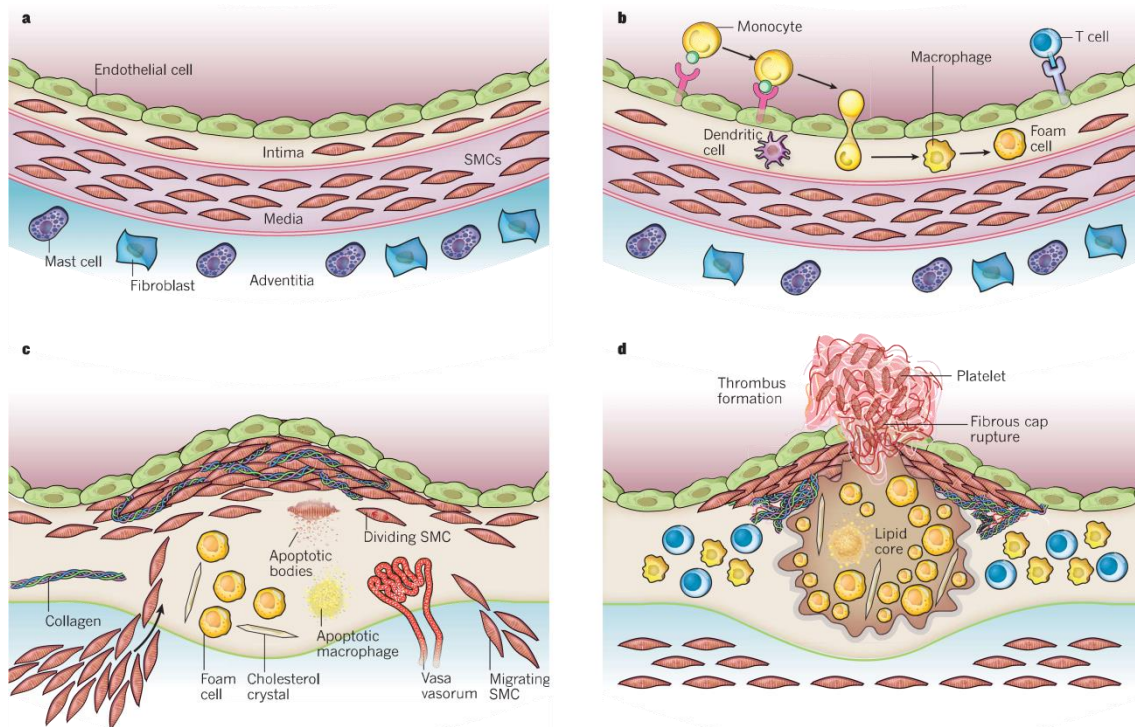 a
Endothelial cell
Intima
SMCs
Media
Mast cell
Fibroblast
Adventitia
b
Monocyte
T cell
Macrophage
Dendritic
cell
Foam
cell
c
Dividing SMC
Apoptotic
bodies
Collagen
Apoptotic
macrophage
Foam
cell
Cholesterol
crystal
Vasa
vasorum
Migrating
SMC
d
Thrombus
formation
Platelet
Fibrous cap
rupture
Lipid
core